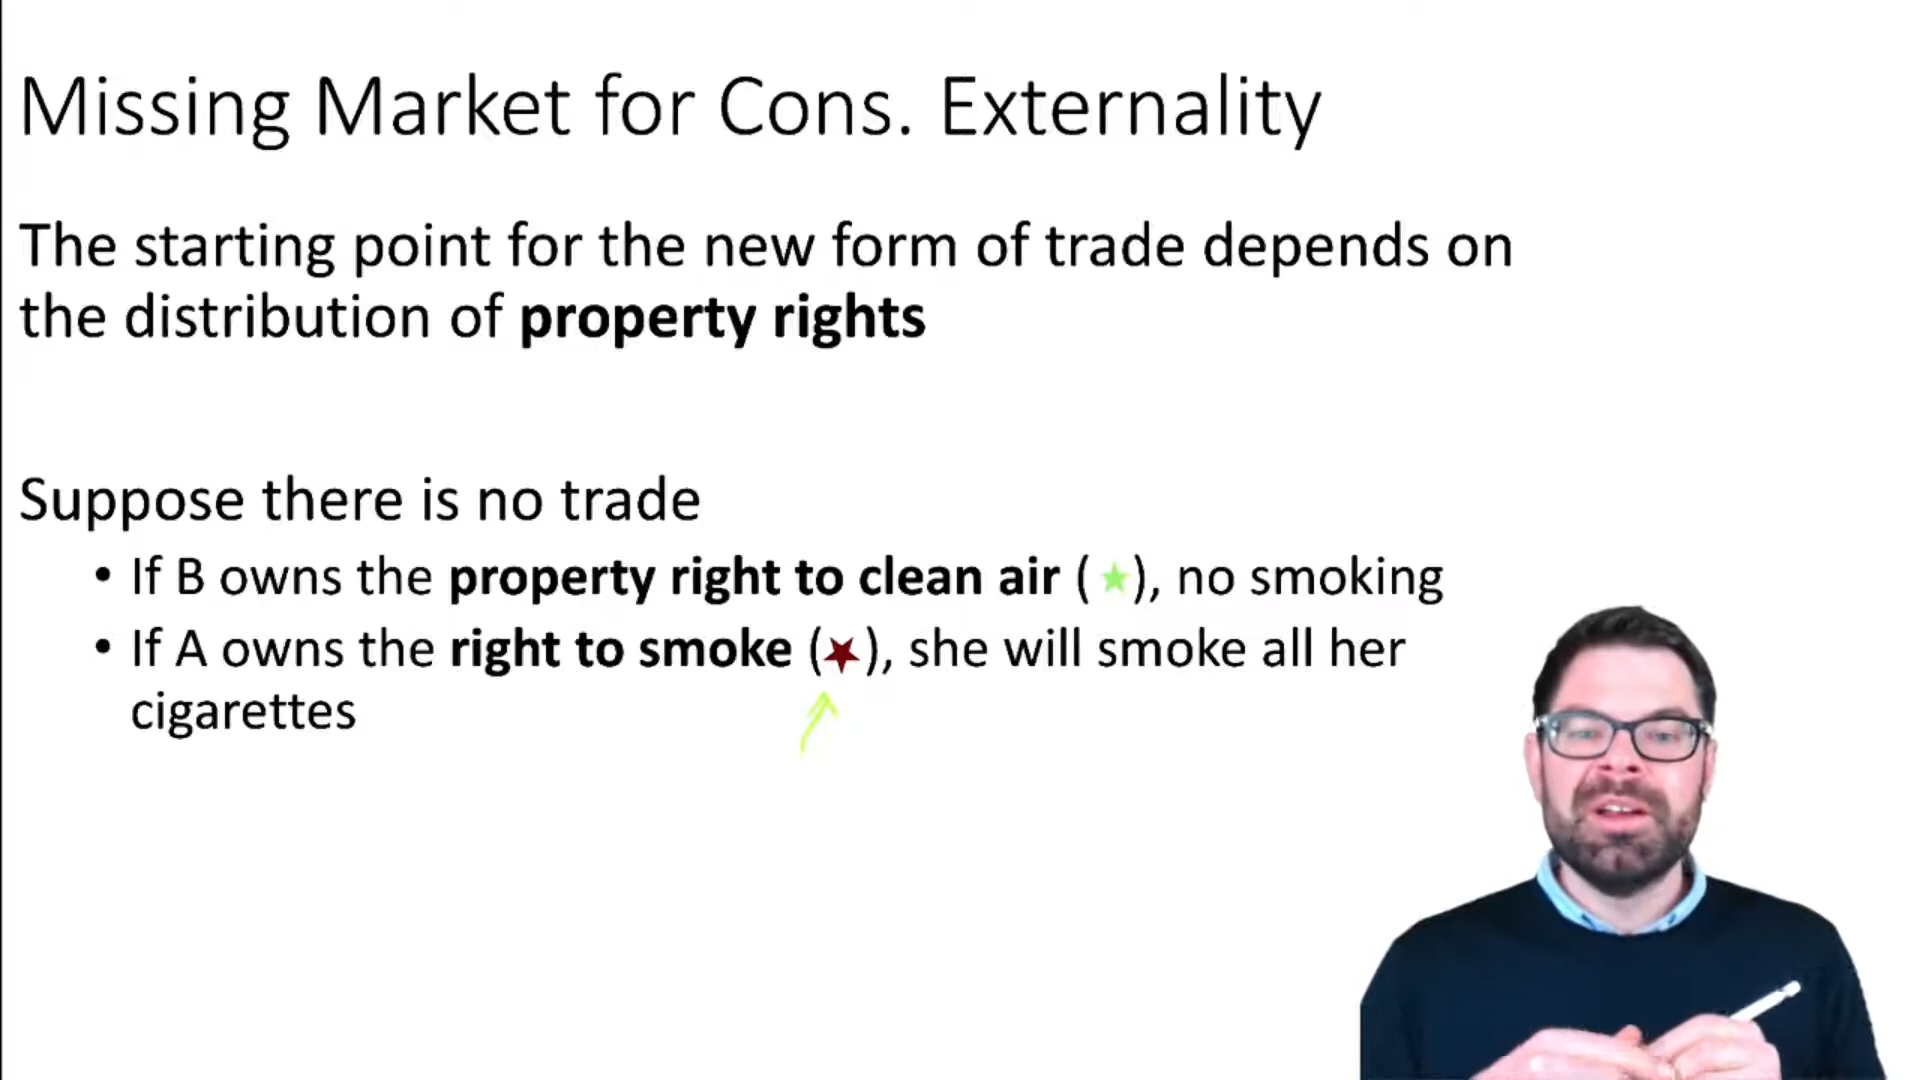 Missing Market for Cons. Externality
The starting point for the new form of trade depends on
the distribution of property rights
Suppose there is no trade
• If B owns the property right to clean air (★), no smoking
• If A owns the right to smoke (★), she will smoke all her
cigarettes